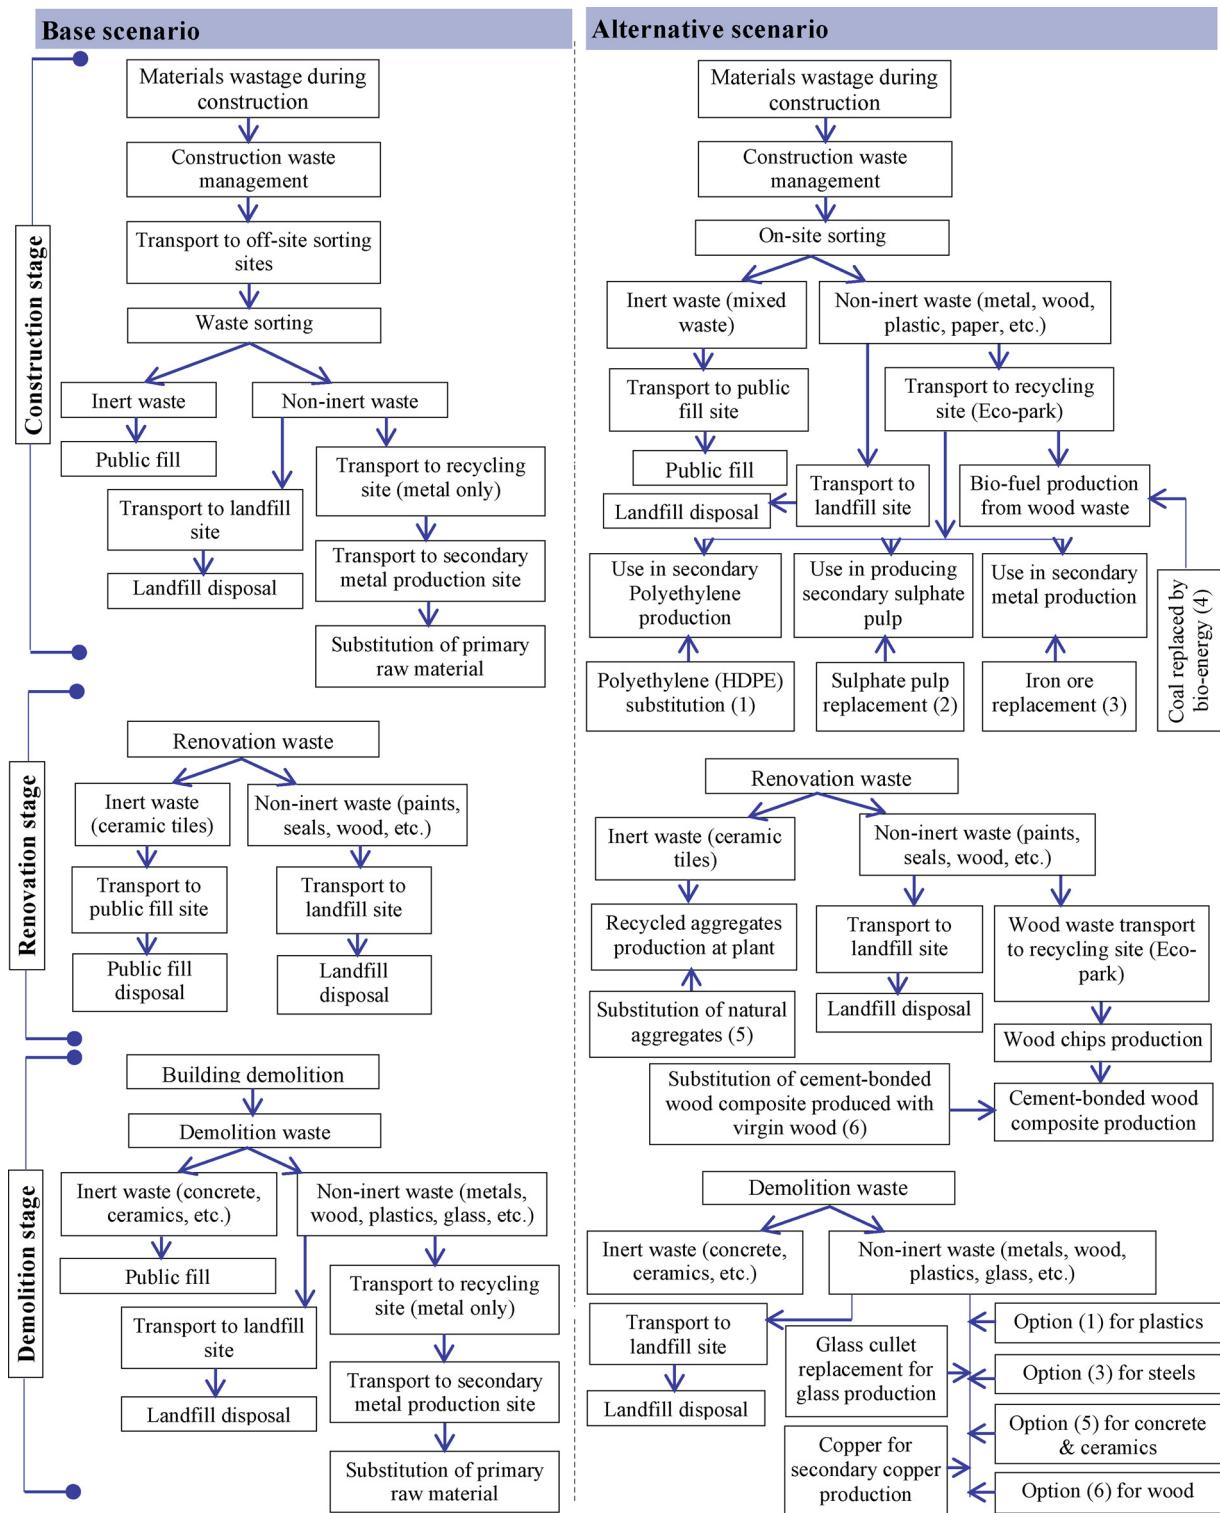 Base scenario
Construction stage
Materials wastage during
construction
Construction waste
management
Transport to off-site sorting
sites
Waste sorting
Inert waste
Non-inert waste
Public fill
Transport to recycling
site (metal only)
Transport to landfill
site
Transport to secondary
metal production site
Landfill disposal
Substitution of primary
raw material
Renovation stage
Renovation waste
Inert waste
(ceramic tiles)
Non-inert waste (paints,
seals, wood, etc.)
Transport to
public fill site
Transport to
landfill site
Public fill
disposal
Landfill
disposal
Demolition stage
Building demolition
Demolition waste
Inert waste (concrete,
ceramics, etc.)
Non-inert waste (metals,
wood, plastics, glass, etc.)
Public fill
Transport to recycling
site (metal only)
Transport to landfill
site
Transport to secondary
metal production site
Landfill disposal
Substitution of primary
raw material
Alternative scenario
Materials wastage during
construction
Construction waste
management
On-site sorting
Inert waste (mixed
waste)
Non-inert waste (metal, wood,
plastic, paper, etc.)
Transport to public
fill site
Transport to recycling
site (Eco-park)
Public fill
Landfill disposal
Transport to
landfill site
Bio-fuel production
from wood waste
Use in secondary
Polyethylene
production
Use in producing
secondary sulphate
pulp
Use in secondary
metal production
Coal replaced by
bio-energy (4)
Polyethylene (HDPE)
substitution (1)
Sulphate pulp
replacement (2)
Iron ore
replacement (3)
Renovation waste
Inert waste (ceramic
tiles)
Non-inert waste (paints,
seals, wood, etc.)
Recycled aggregates
production at plant
Transport to
landfill site
Wood waste transport
to recycling site (Eco-
park)
Substitution of natural
aggregates (5)
Landfill disposal
Wood chips production
Substitution of cement-bonded
wood composite produced with
virgin wood (6)
Cement-bonded wood
composite production
Demolition waste
Inert waste (concrete,
ceramics, etc.)
Non-inert waste (metals, wood,
plastics, glass, etc.)
Transport to
landfill site
Landfill disposal
Glass cullet
replacement for
glass production
Copper for
secondary copper
production
Option (1) for plastics
Option (3) for steels
Option (5) for concrete
& ceramics
Option (6) for wood